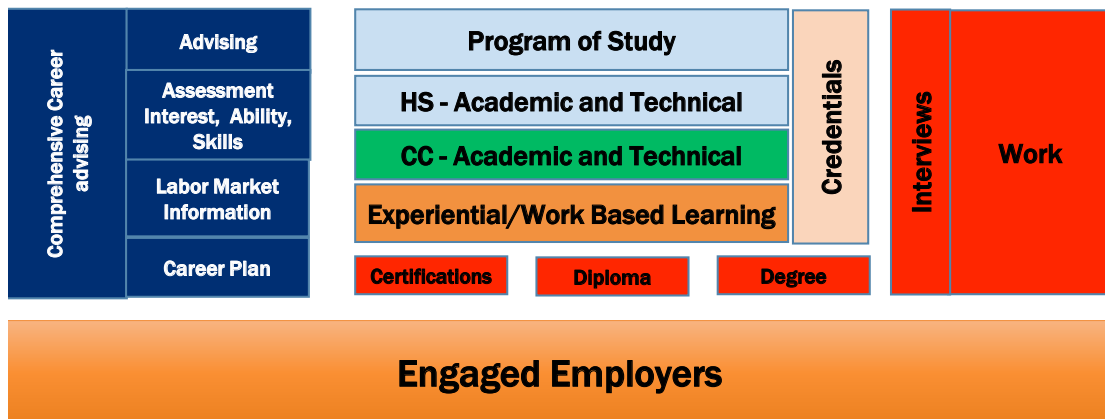 Comprehensive Career
advising
Advising
Assessment
Interest, Ability,
Skills
Labor Market
Information
Career Plan
Program of Study
HS - Academic and Technical
CC - Academic and Technical
Experiential/Work Based Learning
Credentials
Certifications
Diploma
Degree
Interviews
Work
Engaged Employers